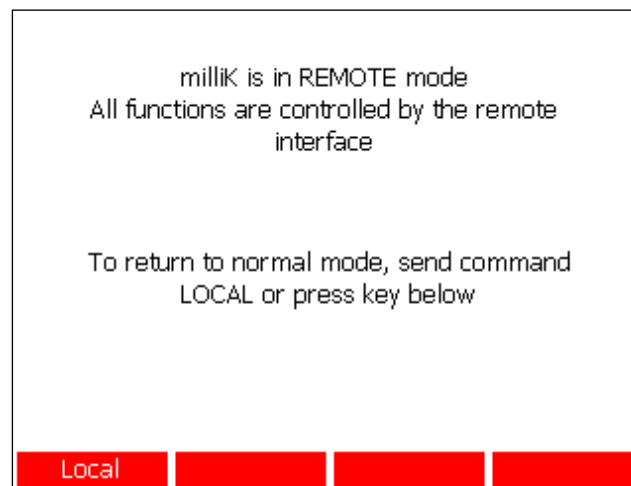 milliK is in REMOTE mode
All functions are controlled by the remote
interface
To return to normal mode, send command
LOCAL or press key below
Local